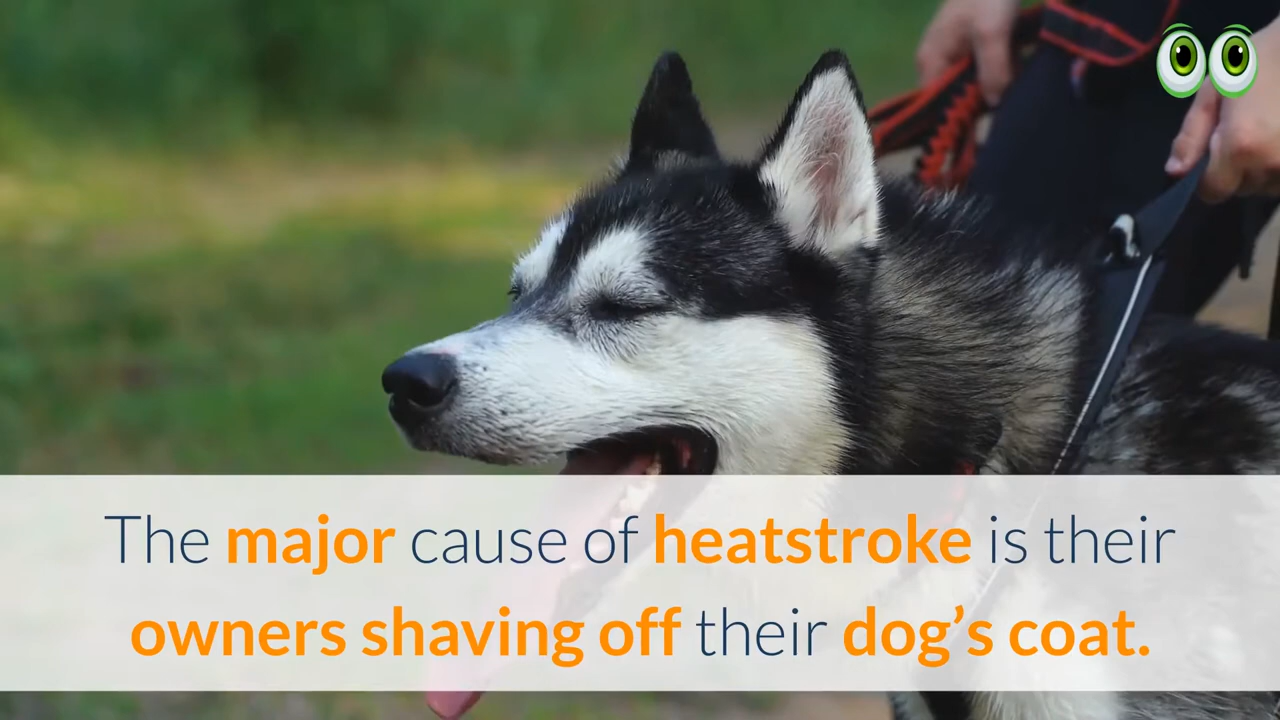 The major cause of heatstroke is their
owners shaving off their dog’s coat.